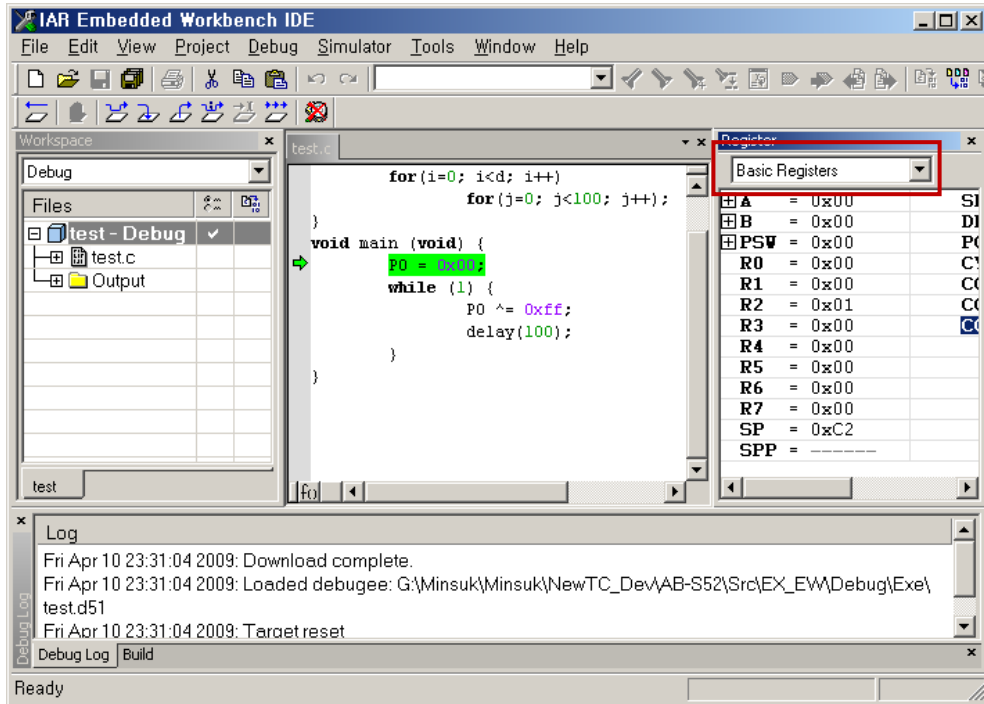 IAR Embedded Workbench IDE
File Edit View Project Debug Simulator Tools Window Help
Workspace
Debug
Files
test - Debug
test.c
Output
test
test.c
for(i=0; i<d; i++)
for(j=0; j<100; j++);
}
void main (void) {
P0 = 0x00;
while (1) {
P0 ^= 0xff;
delay(100);
}
}
f()
Register
Basic Registers
A = 0x00
B = 0x00
PSW = 0x00
R0 = 0x00
R1 = 0x00
R2 = 0x01
R3 = 0x00
R4 = 0x00
R5 = 0x00
R6 = 0x00
R7 = 0x00
SP = 0xC2
SPP = ------
Log
Fri Apr 10 23:31:04 2009: Download complete.
Fri Apr 10 23:31:04 2009: Loaded debugee: G:\Minsuk\Minsuk\NewTC_Dev\AB-S52\Src\EX_EW\Debug\Exe\
test.d51
Fri Apr 10 23:31:04 2009: Target reset
Debug Log
Debug Log Build
Ready